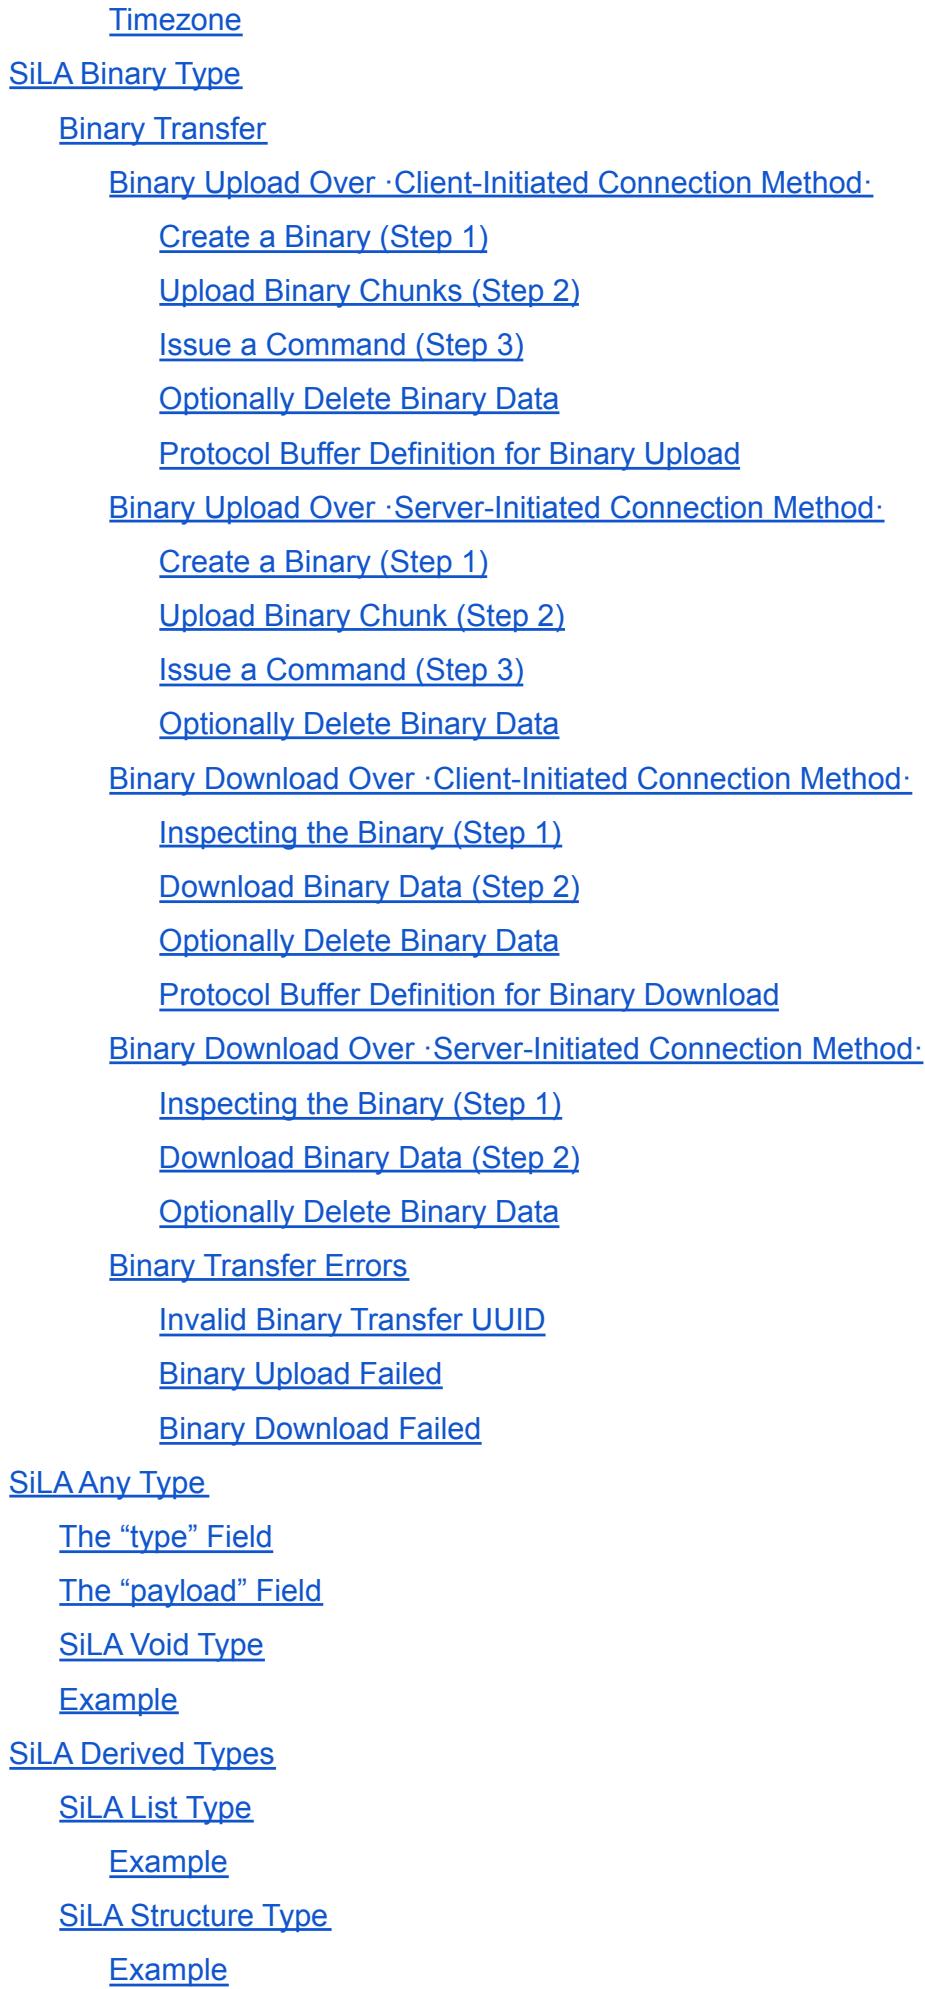 Timezone
SiLA Binary Type
Binary Transfer
Binary Upload Over ·Client-Initiated Connection Method·
Create a Binary (Step 1)
Upload Binary Chunks (Step 2)
Issue a Command (Step 3)
Optionally Delete Binary Data
Protocol Buffer Definition for Binary Upload
Binary Upload Over ·Server-Initiated Connection Method·
Create a Binary (Step 1)
Upload Binary Chunk (Step 2)
Issue a Command (Step 3)
Optionally Delete Binary Data
Binary Download Over ·Client-Initiated Connection Method·
Inspecting the Binary (Step 1)
Download Binary Data (Step 2)
Optionally Delete Binary Data
Protocol Buffer Definition for Binary Download
Binary Download Over ·Server-Initiated Connection Method·
Inspecting the Binary (Step 1)
Download Binary Data (Step 2)
Optionally Delete Binary Data
Binary Transfer Errors
Invalid Binary Transfer UUID
Binary Upload Failed
Binary Download Failed
SiLA Any Type
The “type” Field
The “payload” Field
SiLA Void Type
Example
SiLA Derived Types
SiLA List Type
Example
SiLA Structure Type
Example